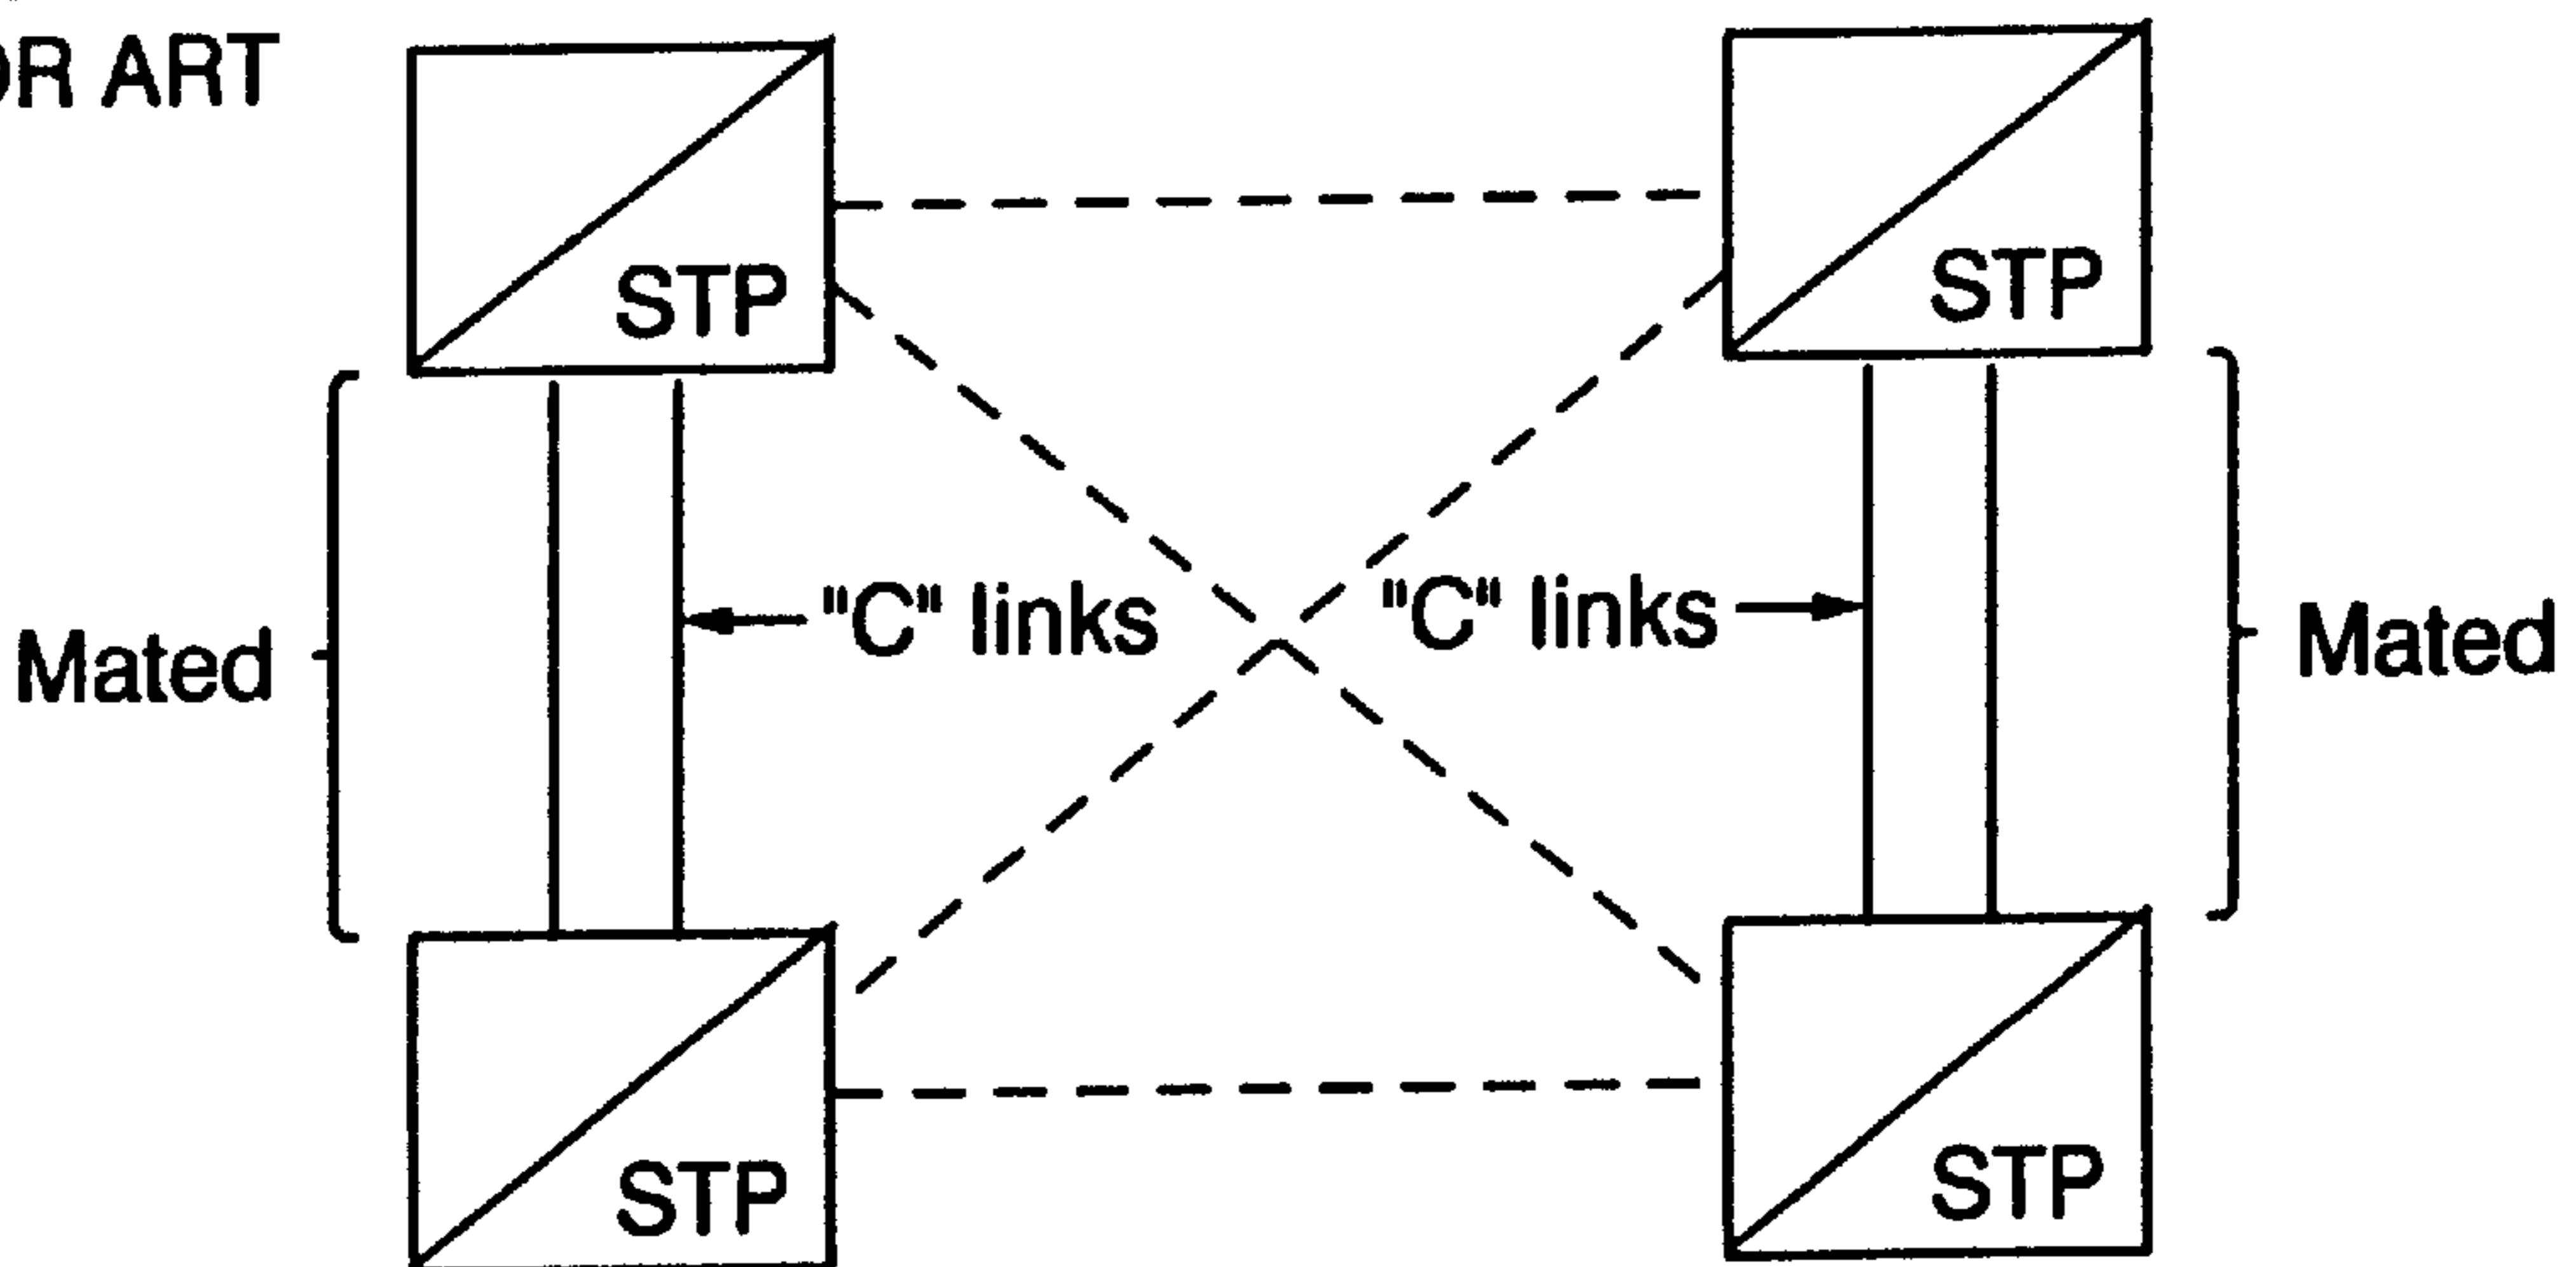 OR ART
STP
STP
"C" links
"C" links
Mated
Mated
STP
STP